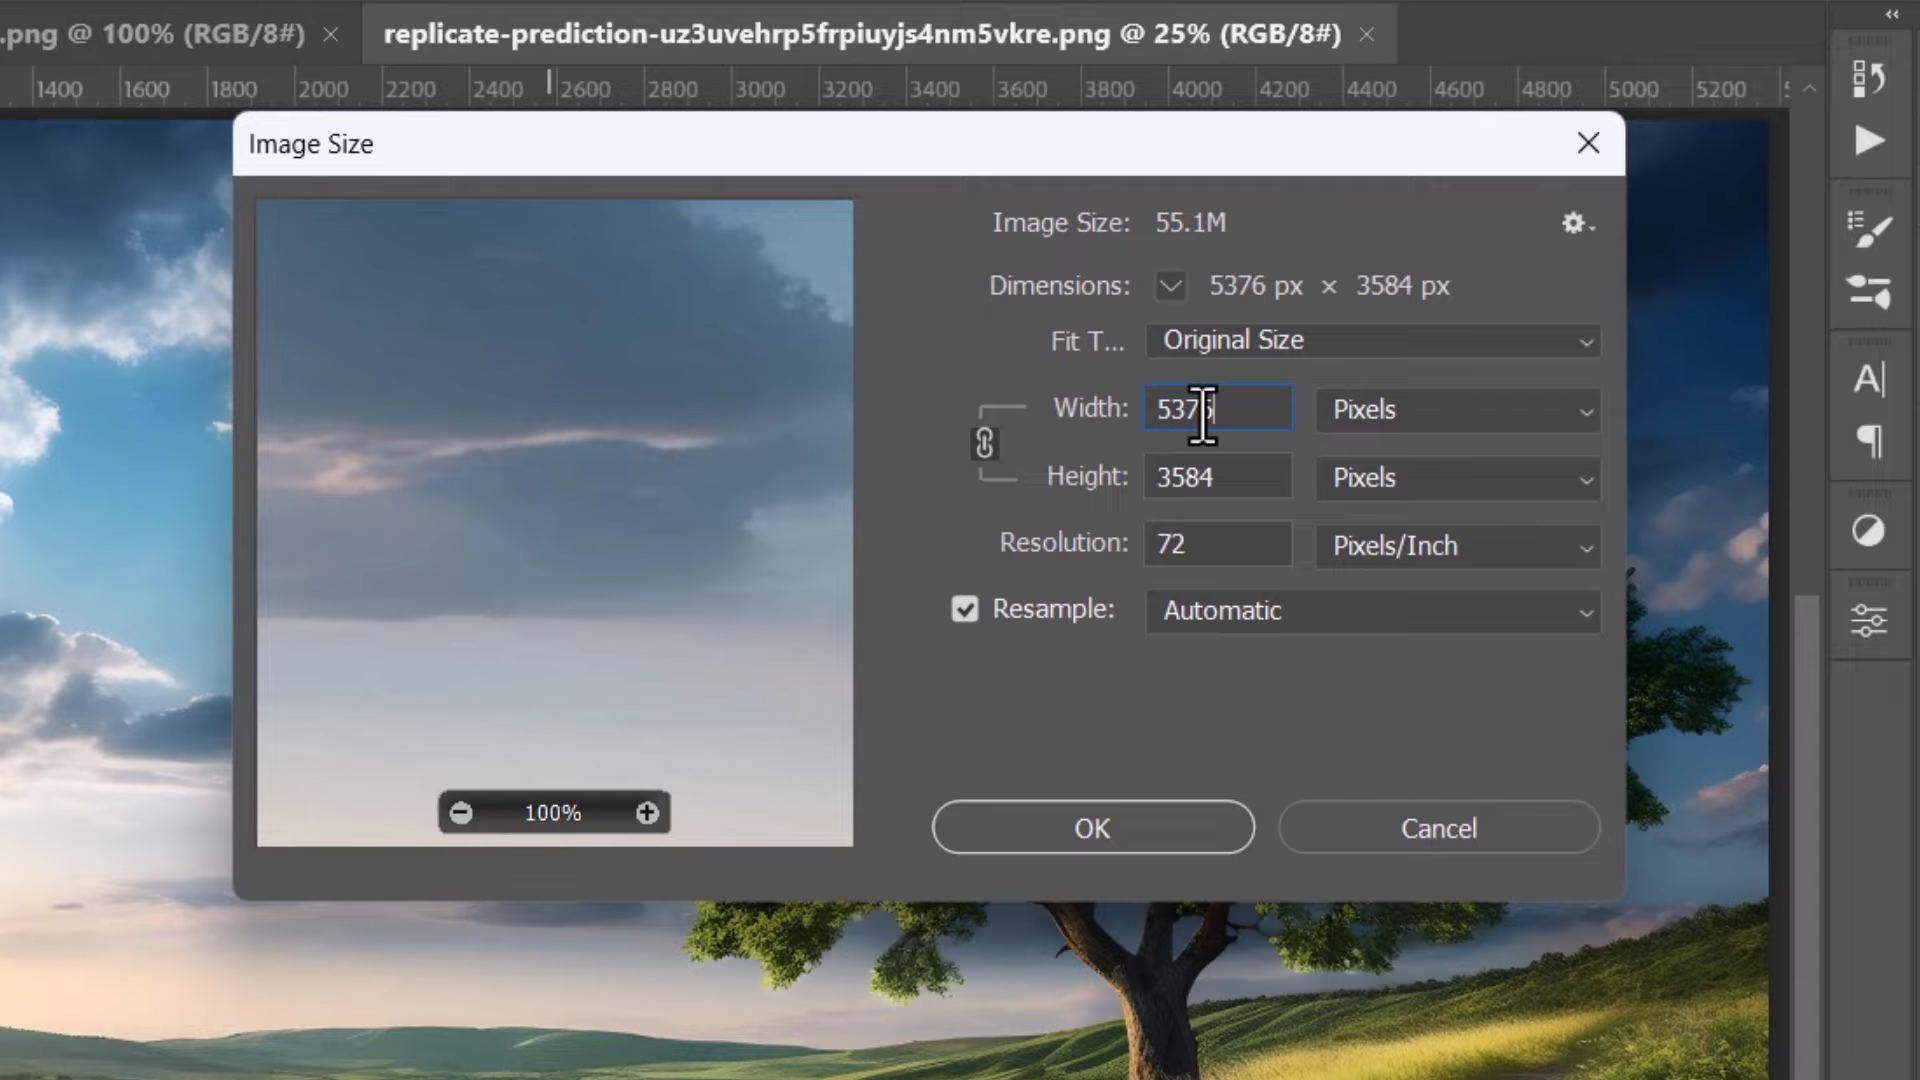 .png @ 100% (RGB/8#) ×
replicate-prediction-uz3uvehrp5frpiuyjs4nm5vkre.png @ 25% (RGB/8#) ×
1400 1600 1800 2000 2200 2400 2600 2800 3000 3200 3400 3600 3800 4000 4200 4400 4600 4800 5000 5200
Image Size
Image Size: 55.1M
Dimensions: 5376 px × 3584 px
Fit T... Original Size
Width: 5376 Pixels
Height: 3584 Pixels
Resolution: 72 Pixels/Inch
Resample: Automatic
100%
OK
Cancel